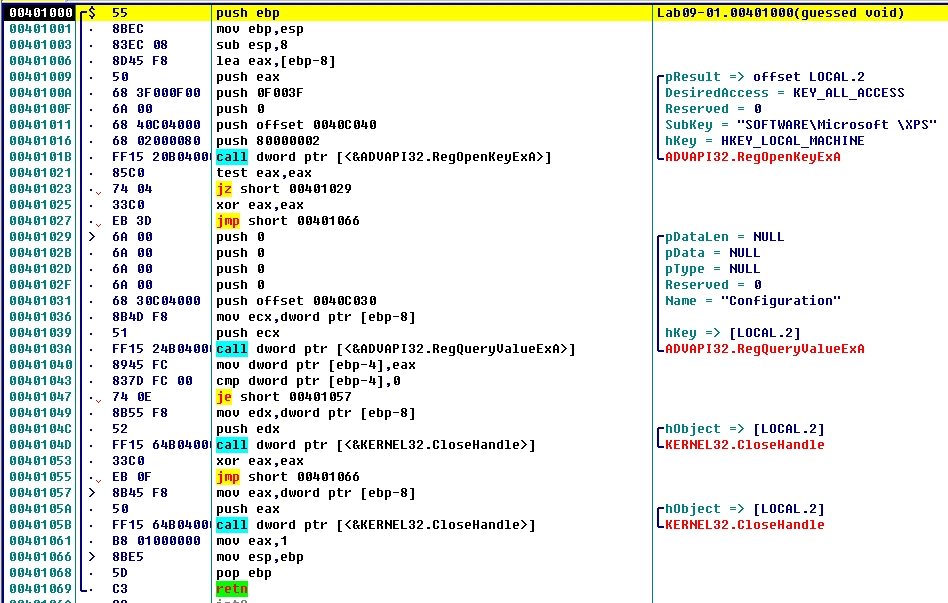 00401000 $ 55 push ebp Lab09-01.00401000(guessed void)
00401001 . 8BEC mov ebp,esp
00401003 . 83EC 08 sub esp,8
00401006 . 8D45 F8 lea eax,[ebp-8]
00401009 . 50 push eax pResult => offset LOCAL.2
0040100A . 68 3F000F00 push 0F003F DesiredAccess = KEY_ALL_ACCESS
0040100F . 6A 00 push 0 Reserved = 0
00401011 . 68 40C04000 push offset 0040C040 SubKey = "SOFTWARE\Microsoft \XPS"
00401016 . 68 02000080 push 80000002 hKey = HKEY_LOCAL_MACHINE
0040101B . FF15 20B0400 call dword ptr [<&ADVAPI32.RegOpenKeyExA>] ADVAPI32.RegOpenKeyExA
00401021 . 85C0 test eax,eax
00401023 . 74 04 jz short 00401029
00401025 . 33C0 xor eax,eax
00401027 . EB 3D jmp short 00401066
00401029 > 6A 00 push 0 pDataLen = NULL
0040102B . 6A 00 push 0 pData = NULL
0040102D . 6A 00 push 0 pType = NULL
0040102F . 6A 00 push 0 Reserved = 0
00401031 . 68 30C04000 push offset 0040C030 Name = "Configuration"
00401036 . 8B4D F8 mov ecx,dword ptr [ebp-8]
00401039 . 51 push ecx hKey => [LOCAL.2]
0040103A . FF15 24B0400 call dword ptr [<&ADVAPI32.RegQueryValueExA>] ADVAPI32.RegQueryValueExA
00401040 . 8945 FC mov dword ptr [ebp-4],eax
00401043 . 837D FC 00 cmp dword ptr [ebp-4],0
00401047 . 74 0E je short 00401057
00401049 . 8B55 F8 mov edx,dword ptr [ebp-8]
0040104C . 52 push edx hObject => [LOCAL.2]
0040104D . FF15 64B0400 call dword ptr [<&KERNEL32.CloseHandle>] KERNEL32.CloseHandle
00401053 . 33C0 xor eax,eax
00401055 . EB 0F jmp short 00401066
00401057 > 8B45 F8 mov eax,dword ptr [ebp-8]
0040105A . 50 push eax hObject => [LOCAL.2]
0040105B . FF15 64B0400 call dword ptr [<&KERNEL32.CloseHandle>] KERNEL32.CloseHandle
00401061 . B8 01000000 mov eax,1
00401066 > 8BE5 mov esp,ebp
00401068 . 5D pop ebp
00401069 . C3 retn